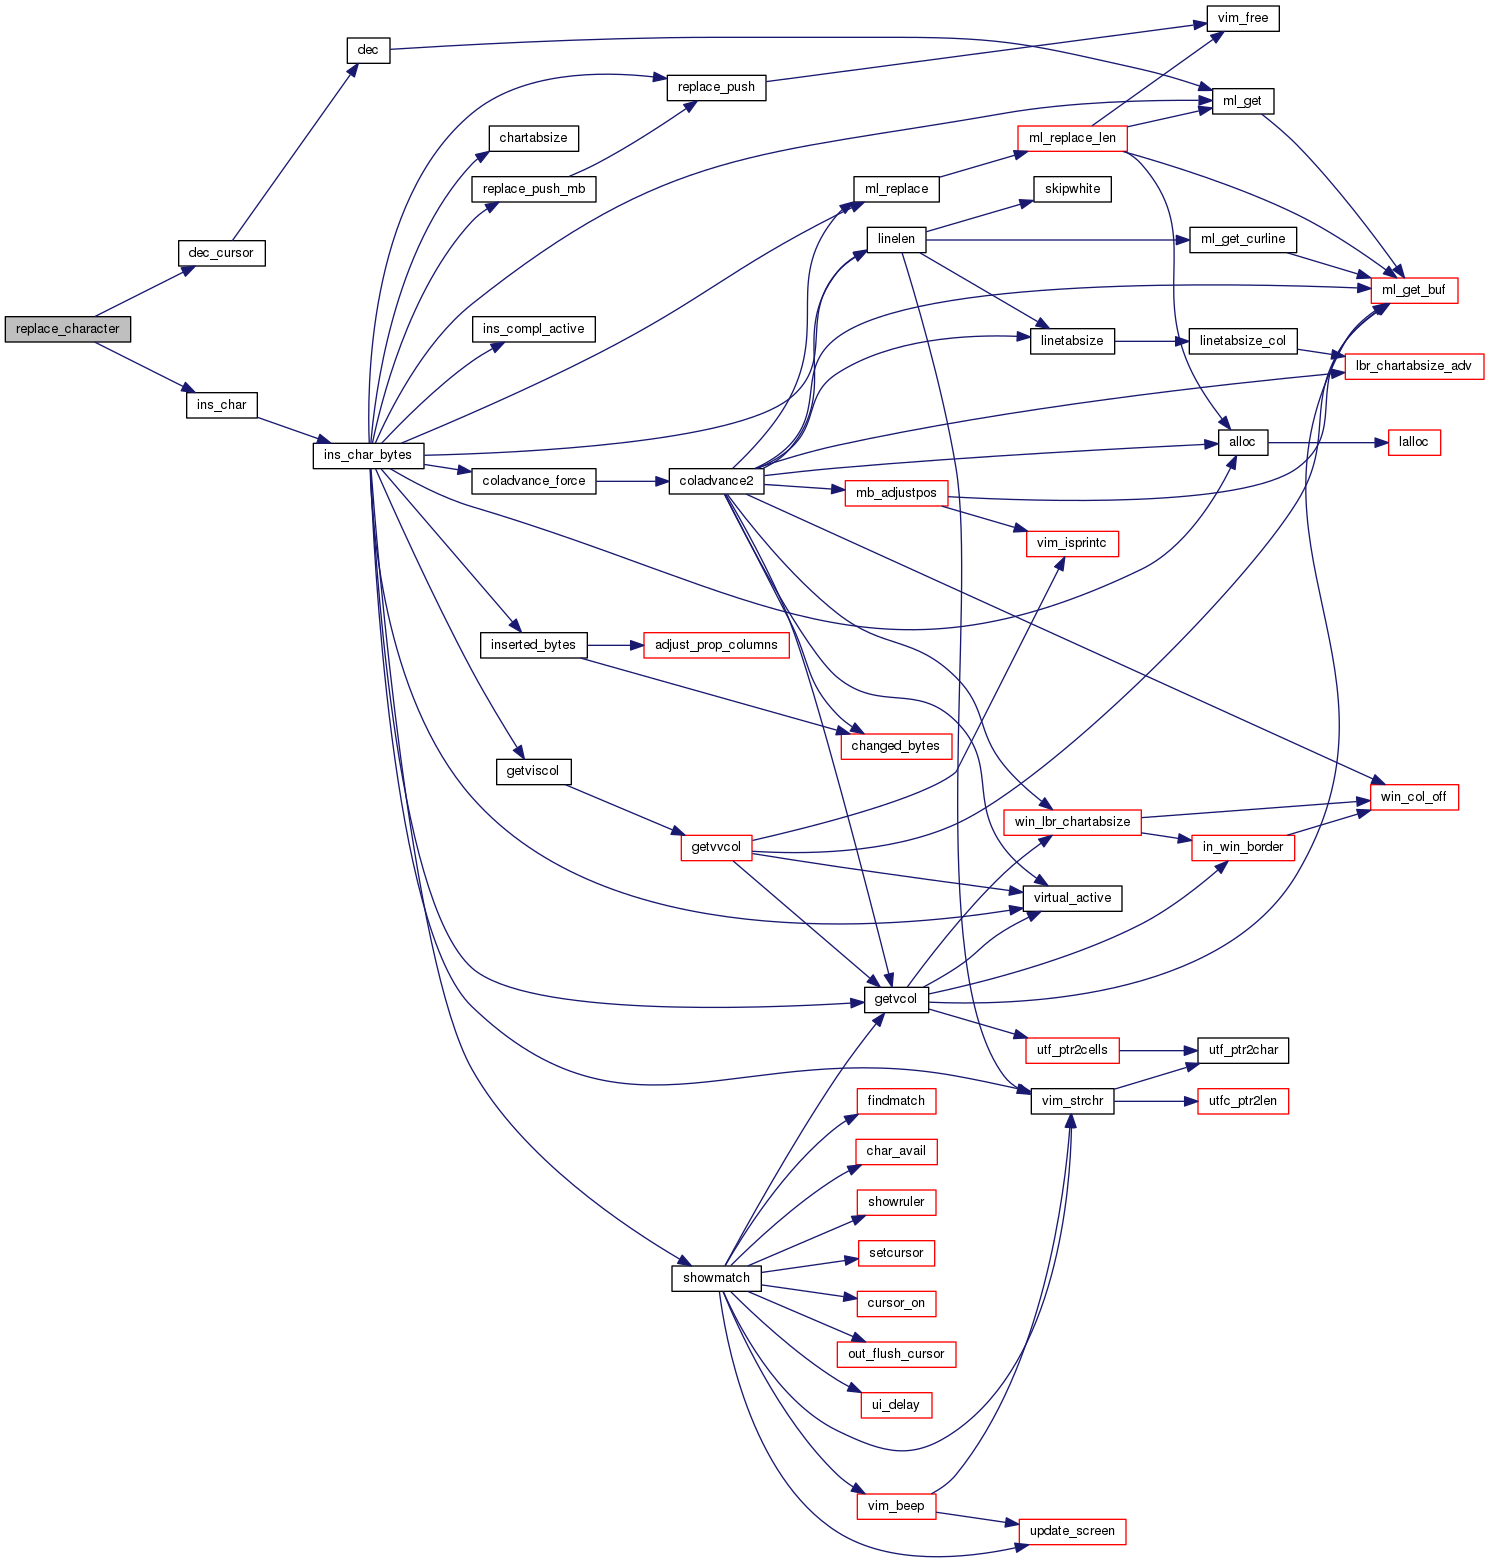 vim_free
dec
replace_push
ml_get
chartabsize
ml_replace_len
replace_push_mb
ml_replace
skipwhite
linelen
ml_get_curline
dec_cursor
ml_get_buf
replace_character
ins_compl_active
linetabsize
linetabsize_col
lbr_chartabsize_adv
ins_char
alloc
lalloc
ins_char_bytes
coladvance_force
coladvance2
mb_adjustpos
vim_isprintc
inserted_bytes
adjust_prop_columns
changed_bytes
getviscol
win_col_off
win_lbr_chartabsize
getvvcol
in_win_border
virtual_active
getvcol
utf_ptr2cells
utf_ptr2char
findmatch
vim_strchr
utfc_ptr2len
char_avail
showruler
setcursor
showmatch
cursor_on
out_flush_cursor
ui_delay
vim_beep
update_screen